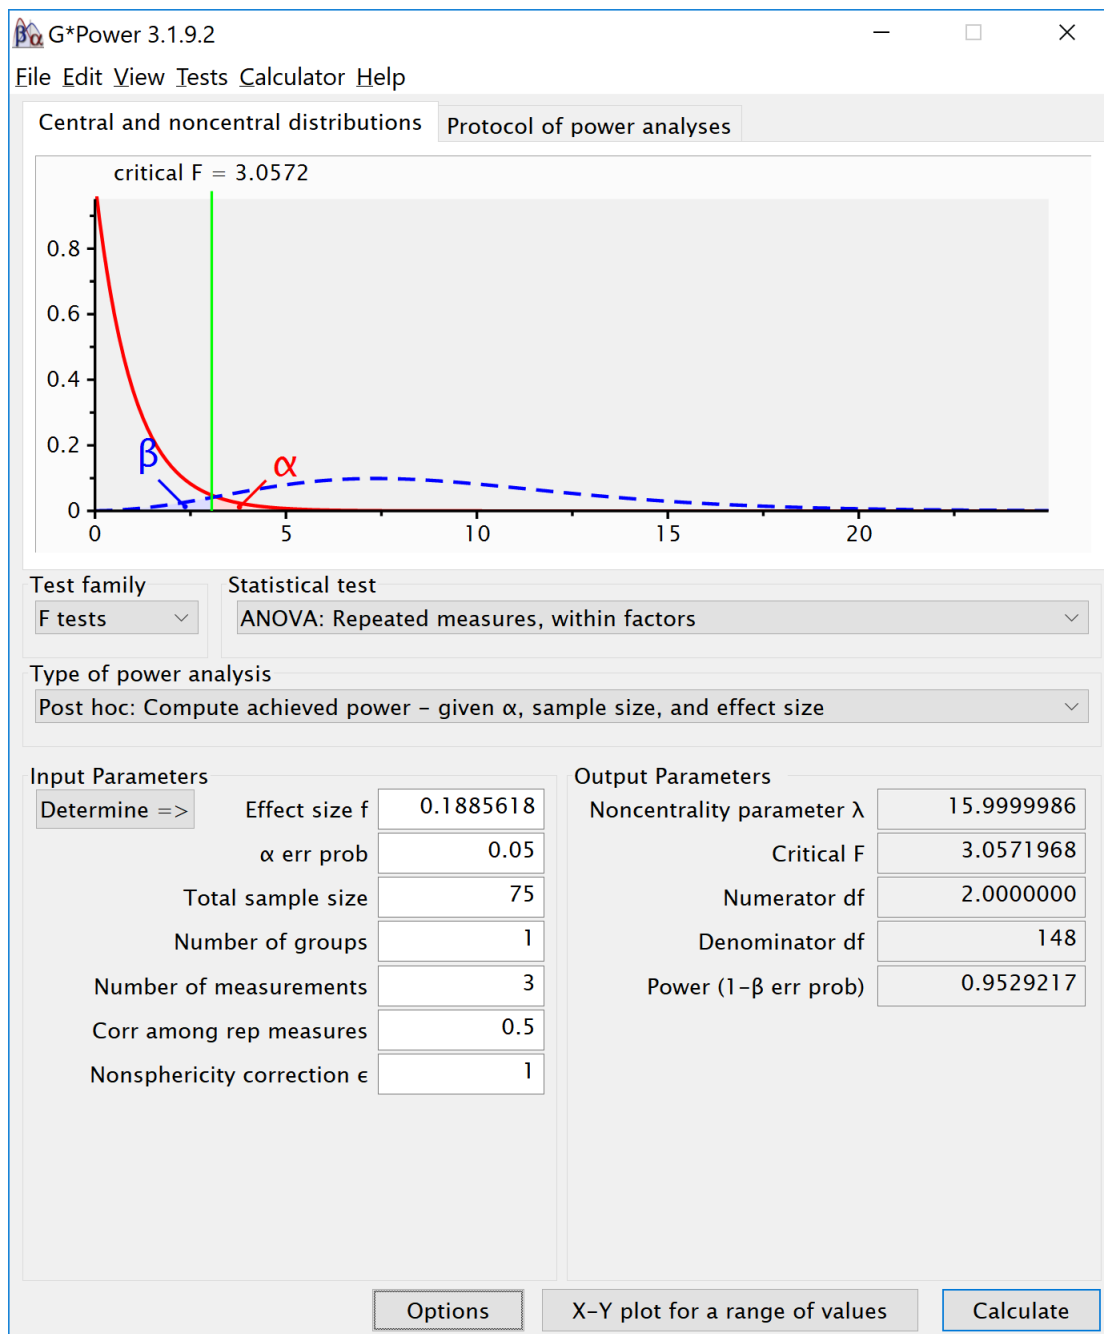 G*Power 3.1.9.2
File Edit View Tests Calculator Help
Central and noncentral distributions
Protocol of power analyses
critical F = 3.0572
0.8
0.6
0.4
0.2
0
β
α
0 5 10 15 20
Test family
Statistical test
F tests
ANOVA: Repeated measures, within factors
Type of power analysis
Post hoc: Compute achieved power – given α, sample size, and effect size
Input Parameters
Determine =>
Effect size f 0.1885618
α err prob 0.05
Total sample size 75
Number of groups 1
Number of measurements 3
Corr among rep measures 0.5
Nonsphericity correction ϵ 1
Output Parameters
Noncentrality parameter λ 15.9999986
Critical F 3.0571968
Numerator df 2.0000000
Denominator df 148
Power (1–β err prob) 0.9529217
Options
X–Y plot for a range of values
Calculate